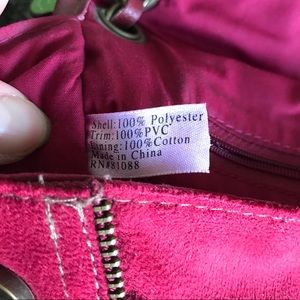 Shell:100% Polyester
Trim:100%PVC
Lining:100%Cotton
Made in China
RN#81088